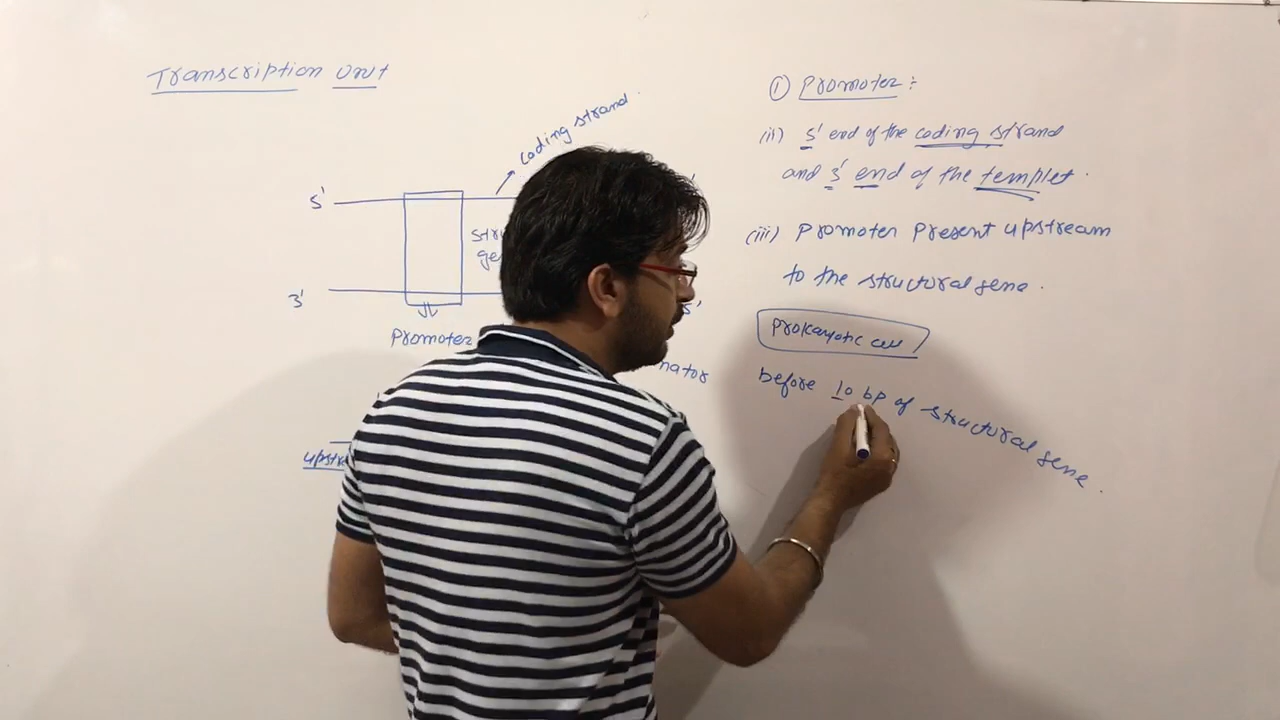 Transcription Unit
coding strand
5'
3'
Promoter
① Promoter:
(ii) 5' end of the coding strand
and 3' end of the templet.
(iii) Promoter Present upstream
to the structural gene.
Prokaryotic cell
before 10 bp of structural gene.